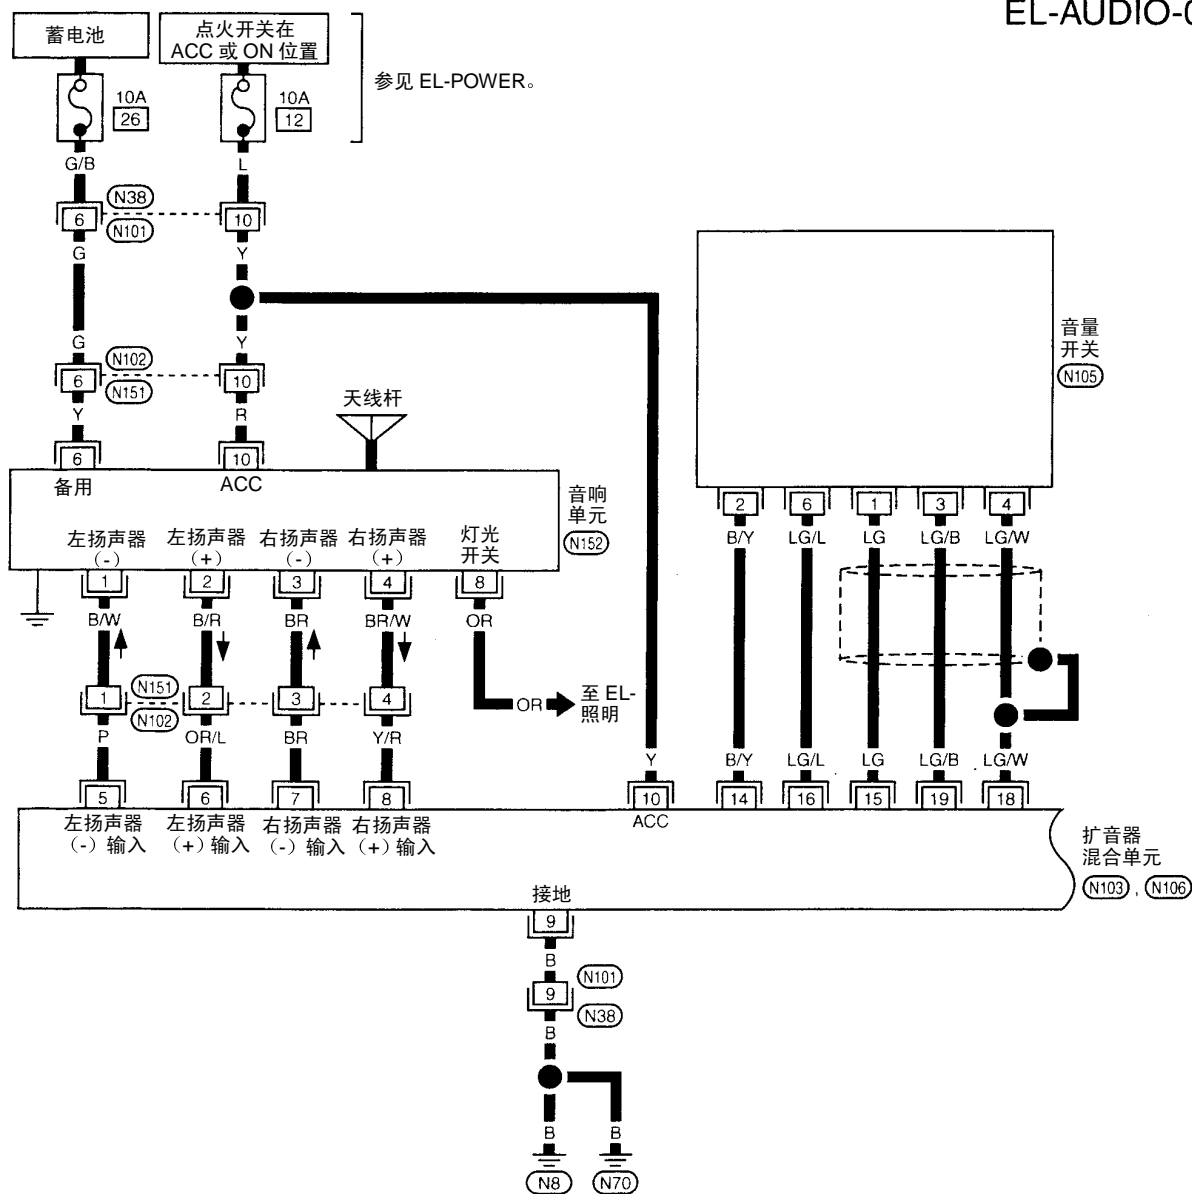 EL-AUDIO-0
蓄电池
点火开关在
ACC 或 ON 位置
参见 EL-POWER。
10A
26
10A
12
G/B
L
N38
6
10
N101
G
Y
G
Y
N102
6
10
N151
Y
R
天线杆
6
10
备用
ACC
音响
单元
N152
左扬声器
(-)
左扬声器
(+)
右扬声器
(-)
右扬声器
(+)
灯光
开关
1
2
3
4
8
B/W
B/R
BR
BR/W
OR
N151
1
2
3
4
N102
OR
至 EL-
照明
P
OR/L
BR
Y/R
音量
开关
N105
2
6
1
3
4
B/Y
LG/L
LG
LG/B
LG/W
Y
B/Y
LG/L
LG
LG/B
LG/W
5
6
7
8
10
14
16
15
19
18
左扬声器
(-) 输入
左扬声器
(+) 输入
右扬声器
(-) 输入
右扬声器
(+) 输入
ACC
扩音器
混合单元
N103 , N106
接地
9
B
N101
9
N38
B
B
B
N8
N70